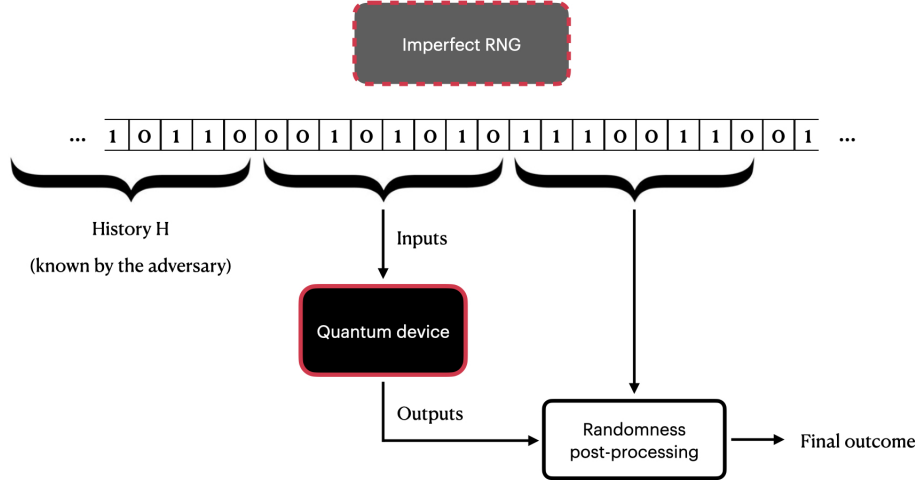 Imperfect RNG
... 1 0 1 1 0 0 0 1 0 1 0 1 0 1 1 1 0 0 1 1 0 0 1 ...
History H
(known by the adversary)
Inputs
Quantum device
Outputs
Randomness
post-processing
Final outcome